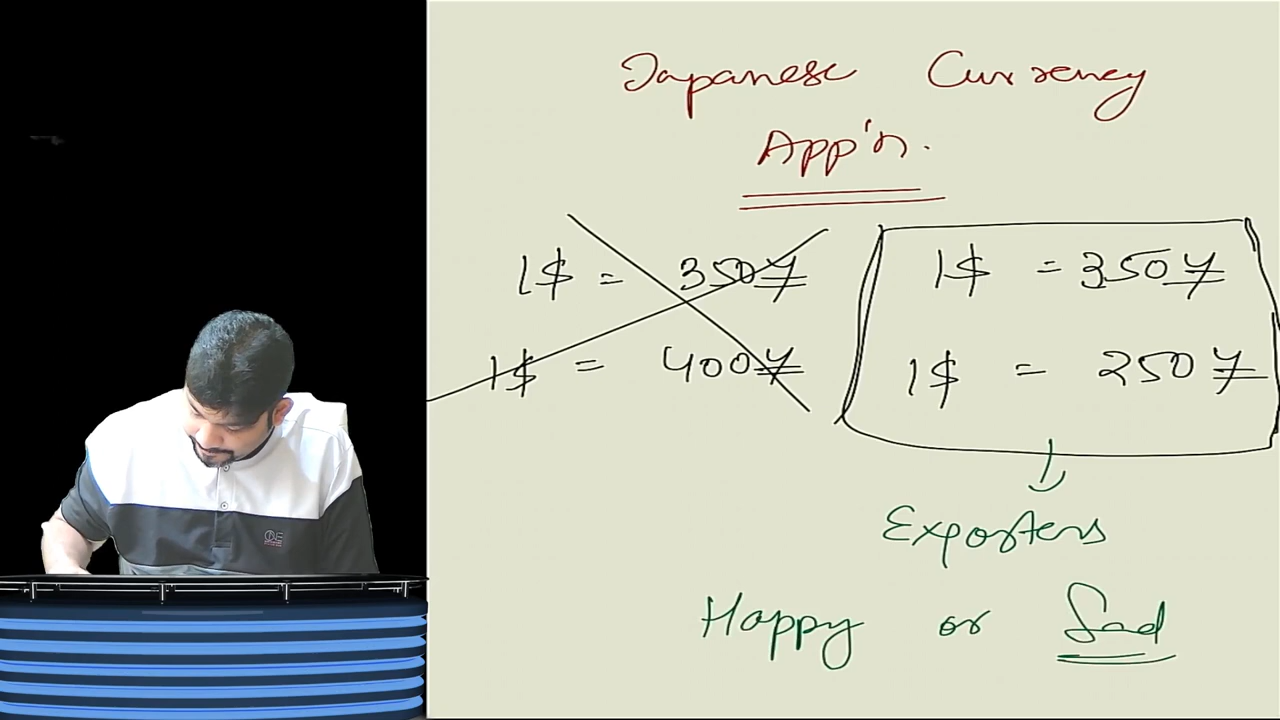 Japanese Currency
App'n.
1$ = 350¥
1$ = 400¥
1$ = 350¥
1$ = 250¥
Exporters
Happy or Sad